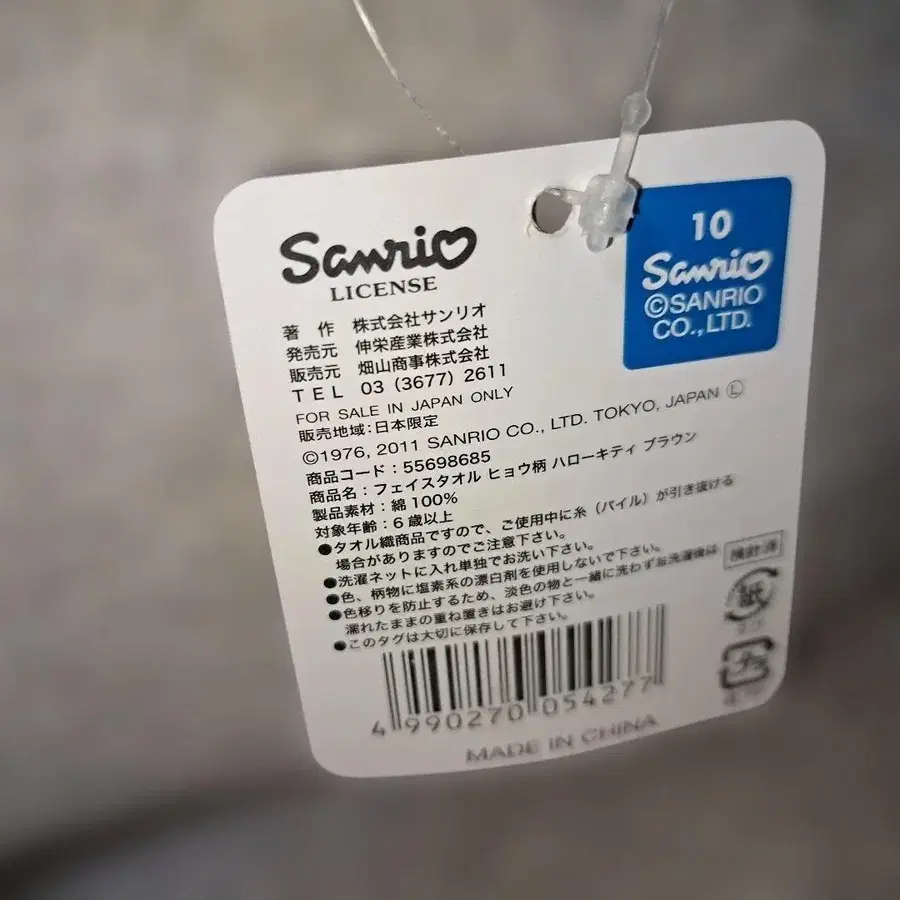 Sanrio
LICENSE
10
Sanrio
©SANRIO
CO.,LTD.
著 作 株式会社サンリオ
発売元 伸栄産業株式会社
販売元 畑山商事株式会社
TEL 03 (3677) 2611
FOR SALE IN JAPAN ONLY
販売地域:日本限定
©1976, 2011 SANRIO CO., LTD. TOKYO, JAPAN Ⓛ
商品コード:55698685
商品名:フェイスタオル ヒョウ柄 ハローキティ ブラウン
製品素材:綿100%
対象年齢:6歳以上
●タオル織商品ですので、ご使用中に糸(パイル)が引き抜ける
場合がありますのでご注意下さい。
●洗濯ネットに入れ単独でお洗い下さい。
●色、柄物に塩素系の漂白剤を使用しないで下さい。
●色移りを防止するため、淡色の物と一緒に洗わずお洗濯後は
濡れたままの重ね置きはお避け下さい。
●このタグは大切に保存して下さい。
検針済
紙
プラ
4 990270 054277
MADE IN CHINA